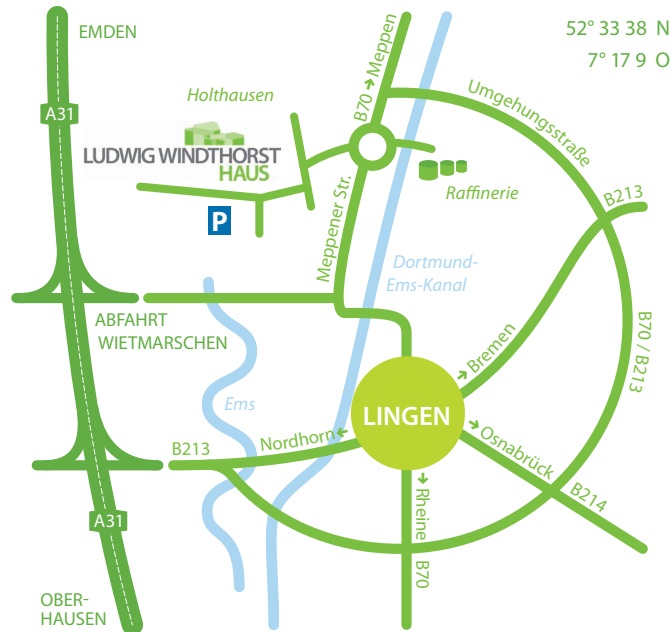 EMDEN
52° 33 38 N
7° 17 9 O
A31
Holthausen
B70 → Meppen
Umgehungsstraße
LUDWIG WINDTHORST
HAUS
Raffinerie
B213
P
Meppener Str.
Dortmund-
Ems-Kanal
ABFAHRT
WIETMARSCHEN
B70 / B213
→ Bremen
Ems
LINGEN
B213
Nordhorn ←
→ Osnabrück
B214
→ Rheine
B70
A31
OBER-
HAUSEN